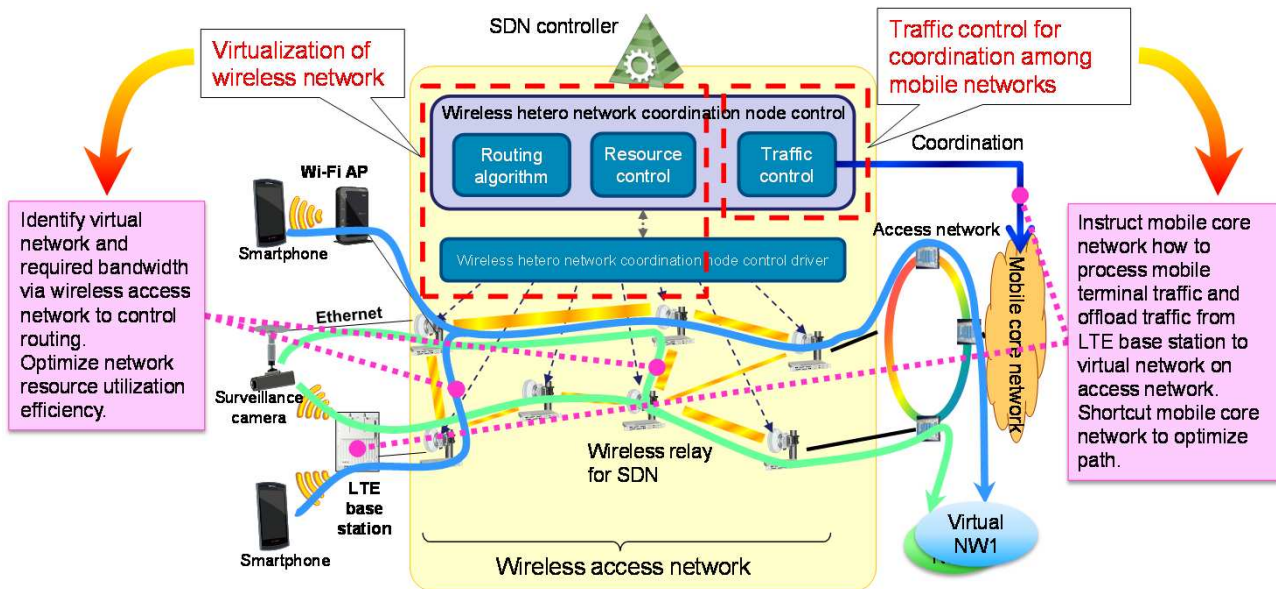 SDN controller
Virtualization of
wireless network
Traffic control for
coordination among
mobile networks
Wireless hetero network coordination node control
Routing
algorithm
Resource
control
Traffic
control
Coordination
Wi-Fi AP
Smartphone
Identify virtual
network and
required bandwidth
via wireless access
network to control
routing.
Optimize network
resource utilization
efficiency.
Wireless hetero network coordination node control driver
Access network
Mobile core network
Instruct mobile core
network how to
process mobile
terminal traffic and
offload traffic from
LTE base station to
virtual network on
access network.
Shortcut mobile core
network to optimize
path.
Ethernet
Surveillance
camera
Wireless relay
for SDN
LTE
base
station
Smartphone
Virtual
NW1
Wireless access network